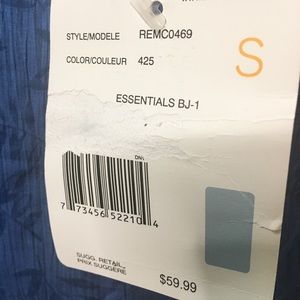 STYLE/MODELE REMC0469
COLOR/COULEUR 425
S
ESSENTIALS BJ-1
7 73456 52210 4
SUGG. RETAIL
PRIX SUGGERE
$59.99